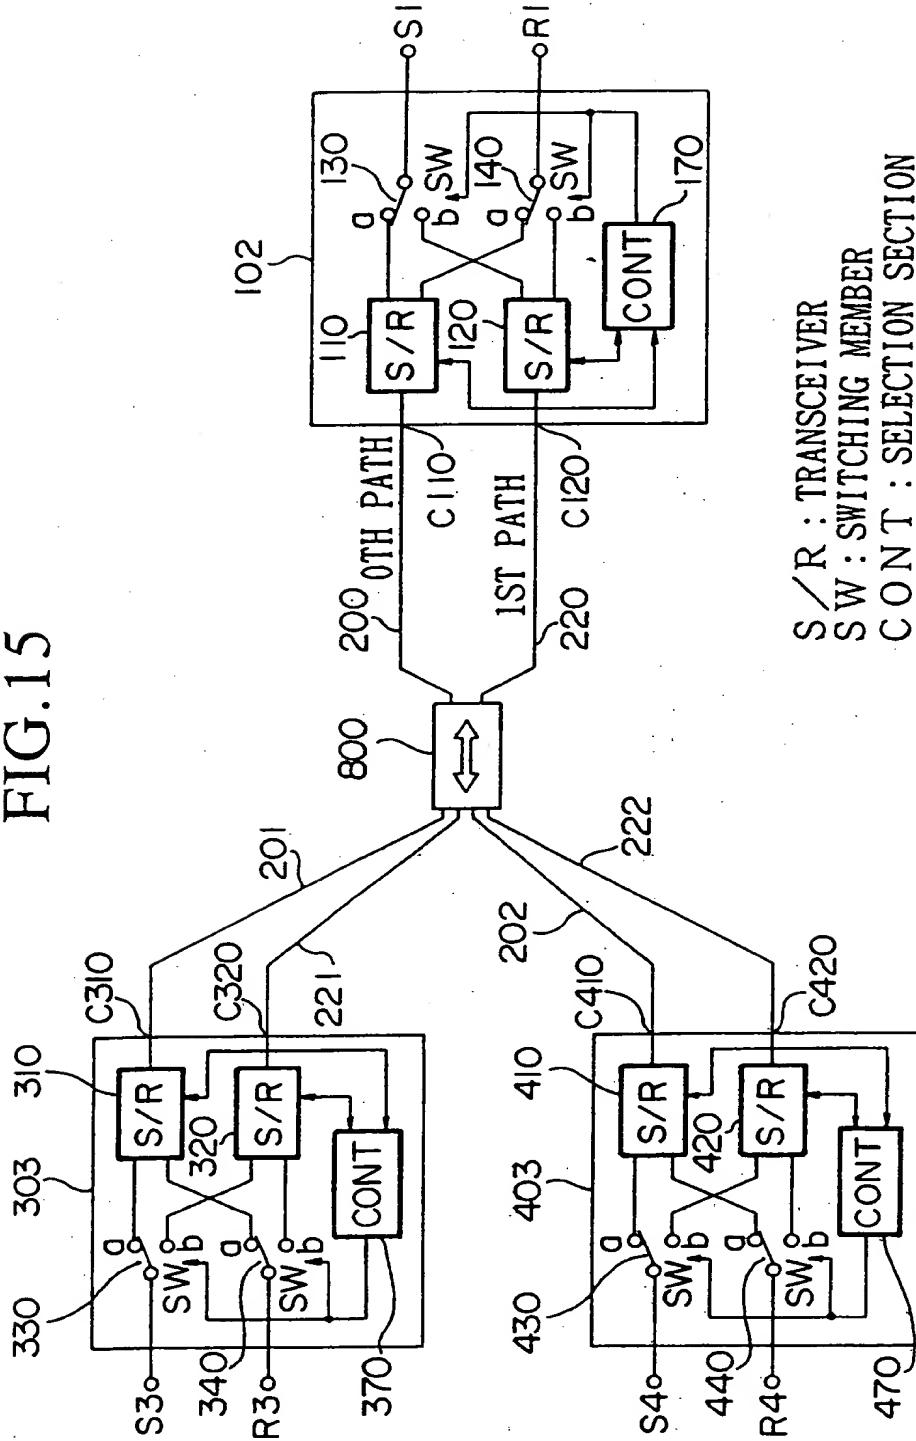 FIG.15
303
310
C310
S/R
330
a
b
SW
S3
340
a
b
SW
R3
320
S/R
C320
CONT
370
201
221
403
410
C410
S/R
430
a
b
SW
S4
440
a
b
SW
R4
420
S/R
C420
CONT
470
202
222
800
200
0TH PATH
C110
220
1ST PATH
C120
102
110
S/R
130
a
b
SW
S1
120
S/R
140
a
b
SW
R1
CONT
170
S/R : TRANSCEIVER
SW : SWITCHING MEMBER
CONT : SELECTION SECTION